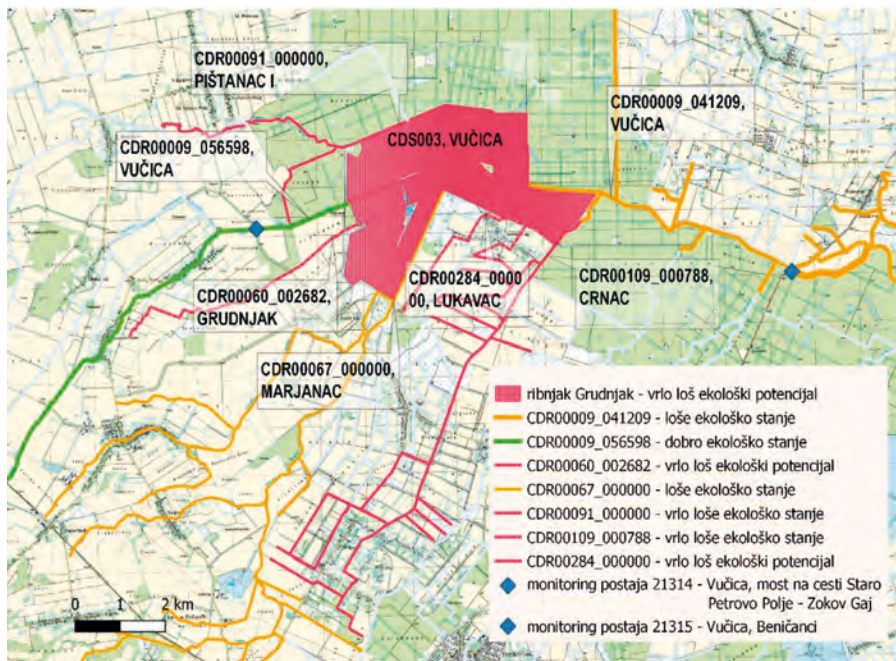 CDR00091_000000,
PIŠTANAC I
CDR00009_041209,
VUČICA
CDS003, VUČICA
CDR00009_056598,
VUČICA
CDR00284_0000
00, LUKAVAC
CDR00109_000788,
CRNAC
CDR00060_002682,
GRUDNJAK
CDR00067_000000,
MARJANAC
ribnjak Grudnjak - vrlo loš ekološki potencijal
CDR00009_041209 - loše ekološko stanje
CDR00009_056598 - dobro ekološko stanje
CDR00060_002682 - vrlo loš ekološki potencijal
CDR00067_000000 - loše ekološko stanje
CDR00091_000000 - vrlo loše ekološko stanje
CDR00109_000788 - vrlo loše ekološko stanje
CDR00284_000000 - vrlo loš ekološki potencijal
monitoring postaja 21314 - Vučica, most na cesti Staro
Petrovo Polje - Zokov Gaj
monitoring postaja 21315 - Vučica, Beničanci
0 1 2 km